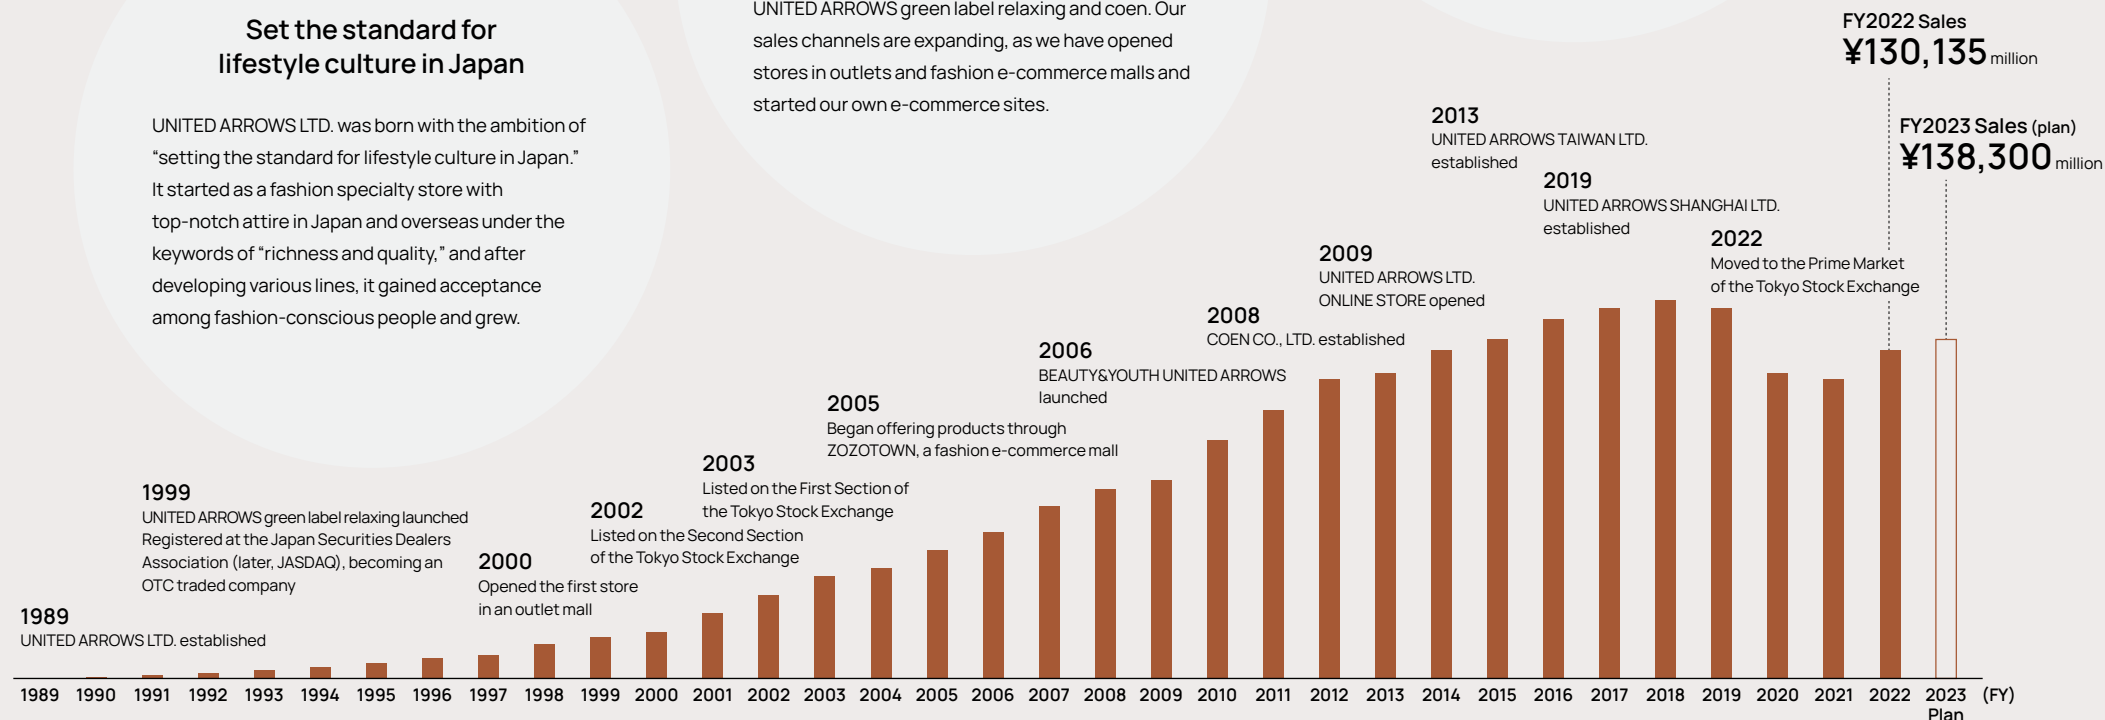 Set the standard for
lifestyle culture in Japan
UNITED ARROWS LTD. was born with the ambition of
“setting the standard for lifestyle culture in Japan.”
It started as a fashion specialty store with
top-notch attire in Japan and overseas under the
keywords of “richness and quality,” and after
developing various lines, it gained acceptance
among fashion-conscious people and grew.
UNITED ARROWS green label relaxing and coen. Our
sales channels are expanding, as we have opened
stores in outlets and fashion e-commerce malls and
started our own e-commerce sites.
FY2022 Sales
¥130,135 million
FY2023 Sales (plan)
¥138,300 million
1989
UNITED ARROWS LTD. established
1999
UNITED ARROWS green label relaxing launched
Registered at the Japan Securities Dealers
Association (later, JASDAQ), becoming an
OTC traded company
2000
Opened the first store
in an outlet mall
2002
Listed on the Second Section
of the Tokyo Stock Exchange
2003
Listed on the First Section of
the Tokyo Stock Exchange
2005
Began offering products through
ZOZOTOWN, a fashion e-commerce mall
2006
BEAUTY&YOUTH UNITED ARROWS
launched
2008
COEN CO., LTD. established
2009
UNITED ARROWS LTD.
ONLINE STORE opened
2013
UNITED ARROWS TAIWAN LTD.
established
2019
UNITED ARROWS SHANGHAI LTD.
established
2022
Moved to the Prime Market
of the Tokyo Stock Exchange
1989 1990 1991 1992 1993 1994 1995 1996 1997 1998 1999 2000 2001 2002 2003 2004 2005 2006 2007 2008 2009 2010 2011 2012 2013 2014 2015 2016 2017 2018 2019 2020 2021 2022 2023 (FY)
Plan